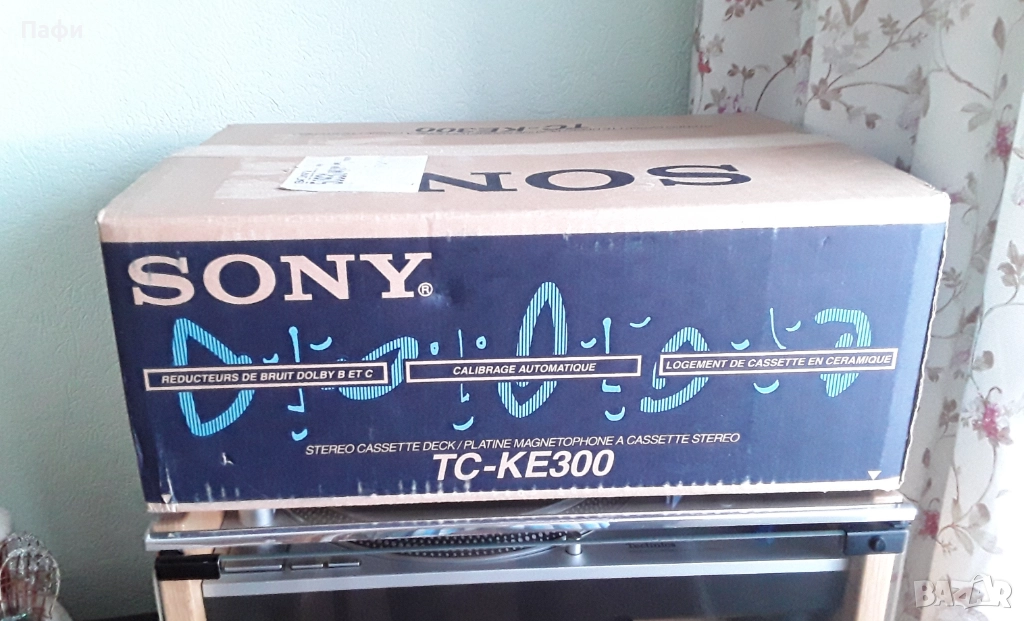 Пафи
TC-KE300
SONY
SONY®
REDUCTEURS DE BRUIT DOLBY B ET C
CALIBRAGE AUTOMATIQUE
LOGEMENT DE CASSETTE EN CERAMIQUE
STEREO CASSETTE DECK / PLATINE MAGNETOPHONE A CASSETTE STEREO
TC-KE300
Technics
BAZAR